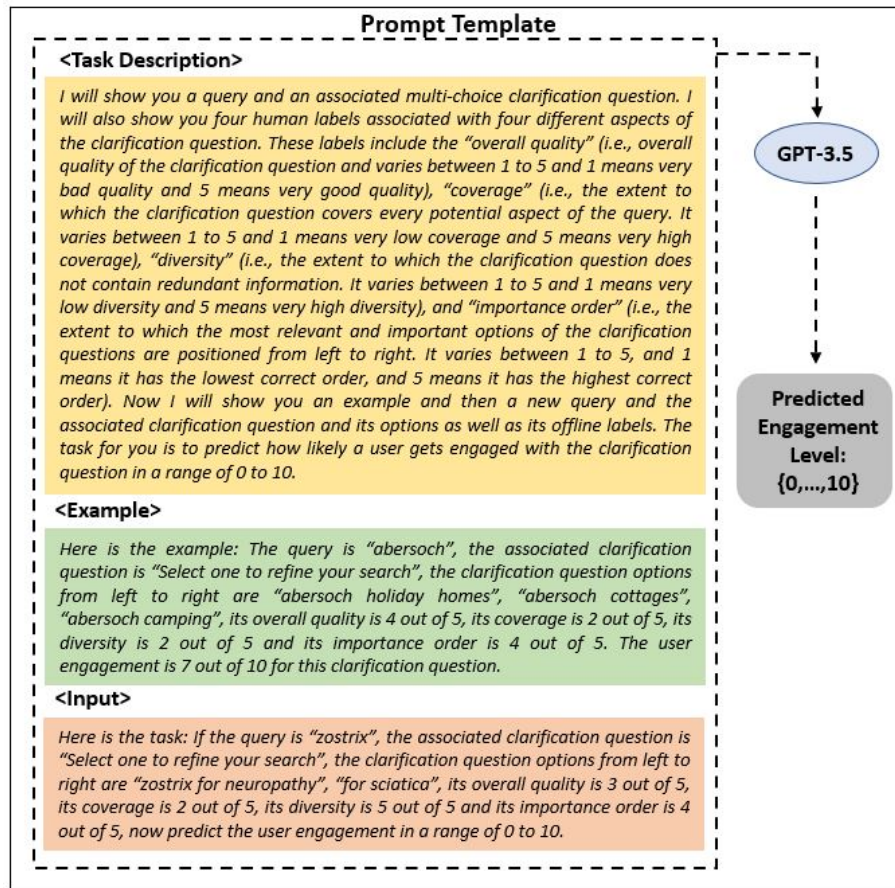 Prompt Template
<Task Description>
I will show you a query and an associated multi-choice clarification question. I
will also show you four human labels associated with four different aspects of
the clarification question. These labels include the “overall quality” (i.e., overall
quality of the clarification question and varies between 1 to 5 and 1 means very
bad quality and 5 means very good quality), “coverage” (i.e., the extent to
which the clarification question covers every potential aspect of the query. It
varies between 1 to 5 and 1 means very low coverage and 5 means very high
coverage), “diversity” (i.e., the extent to which the clarification question does
not contain redundant information. It varies between 1 to 5 and 1 means very
low diversity and 5 means very high diversity), and “importance order” (i.e., the
extent to which the most relevant and important options of the clarification
questions are positioned from left to right. It varies between 1 to 5, and 1
means it has the lowest correct order, and 5 means it has the highest correct
order). Now I will show you an example and then a new query and the
associated clarification question and its options as well as its offline labels. The
task for you is to predict how likely a user gets engaged with the clarification
question in a range of 0 to 10.
<Example>
Here is the example: The query is “abersoch”, the associated clarification
question is “Select one to refine your search”, the clarification question options
from left to right are “abersoch holiday homes”, “abersoch cottages”,
“abersoch camping”, its overall quality is 4 out of 5, its coverage is 2 out of 5, its
diversity is 2 out of 5 and its importance order is 4 out of 5. The user
engagement is 7 out of 10 for this clarification question.
<Input>
Here is the task: If the query is “zostrix”, the associated clarification question is
“Select one to refine your search”, the clarification question options from left to
right are “zostrix for neuropathy”, “for sciatica”, its overall quality is 3 out of 5,
its coverage is 2 out of 5, its diversity is 5 out of 5 and its importance order is 4
out of 5, now predict the user engagement in a range of 0 to 10.
GPT-3.5
Predicted
Engagement
Level:
{0,...,10}